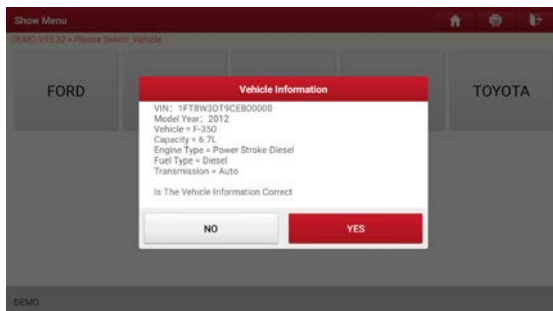 Show Menu
DEMO V15.32 > Please Select Vehicle
FORD
TOYOTA
Vehicle Information
VIN: 1FT8W3DT9CEB00000
Model Year: 2012
Vehicle = F-350
Capacity = 6.7L
Engine Type = Power Stroke-Diesel
Fuel Type = Diesel
Transmission = Auto
Is The Vehicle Information Correct
NO
YES
DEMO